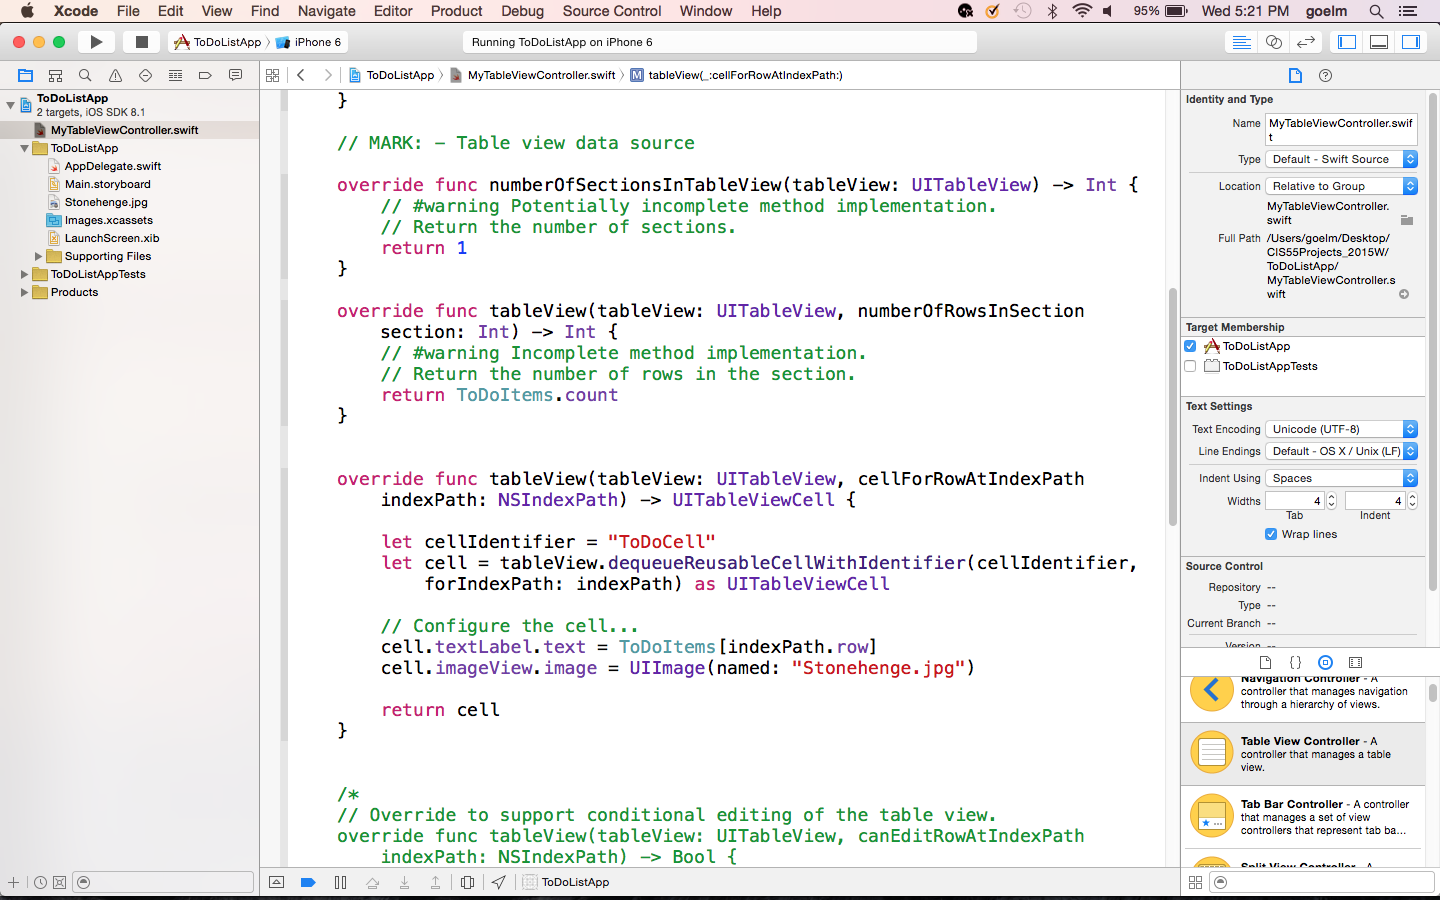 Xcode File Edit View Find Navigate Editor Product Debug Source Control Window Help 95% Wed 5:21 PM goelm
ToDoListApp iPhone 6 Running ToDoListApp on iPhone 6
ToDoListApp MyTableViewController.swift M tableView(_:cellForRowAtIndexPath:)
ToDoListApp
2 targets, iOS SDK 8.1
MyTableViewController.swift
ToDoListApp
AppDelegate.swift
Main.storyboard
Stonehenge.jpg
Images.xcassets
LaunchScreen.xib
Supporting Files
ToDoListAppTests
Products
}
// MARK: - Table view data source
override func numberOfSectionsInTableView(tableView: UITableView) -> Int {
// #warning Potentially incomplete method implementation.
// Return the number of sections.
return 1
}
override func tableView(tableView: UITableView, numberOfRowsInSection
section: Int) -> Int {
// #warning Incomplete method implementation.
// Return the number of rows in the section.
return ToDoItems.count
}
override func tableView(tableView: UITableView, cellForRowAtIndexPath
indexPath: NSIndexPath) -> UITableViewCell {
let cellIdentifier = "ToDoCell"
let cell = tableView.dequeueReusableCellWithIdentifier(cellIdentifier,
forIndexPath: indexPath) as UITableViewCell
// Configure the cell...
cell.textLabel.text = ToDoItems[indexPath.row]
cell.imageView.image = UIImage(named: "Stonehenge.jpg")
return cell
}
/*
// Override to support conditional editing of the table view.
override func tableView(tableView: UITableView, canEditRowAtIndexPath
indexPath: NSIndexPath) -> Bool {
ToDoListApp
Identity and Type
Name MyTableViewController.swif
t
Type Default - Swift Source
Location Relative to Group
MyTableViewController.
swift
Full Path /Users/goelm/Desktop/
CIS55Projects_2015W/
ToDoListApp/
MyTableViewController.s
wift
Target Membership
ToDoListApp
ToDoListAppTests
Text Settings
Text Encoding Unicode (UTF-8)
Line Endings Default - OS X / Unix (LF)
Indent Using Spaces
Widths 4 4
Tab Indent
Wrap lines
Source Control
Repository --
Type --
Current Branch --
Version --
{}
Navigation Controller - A
controller that manages navigation
through a hierarchy of views.
Table View Controller - A
controller that manages a table
view.
Tab Bar Controller - A controller
that manages a set of view
controllers that represent tab ba...
Split View Controller - A